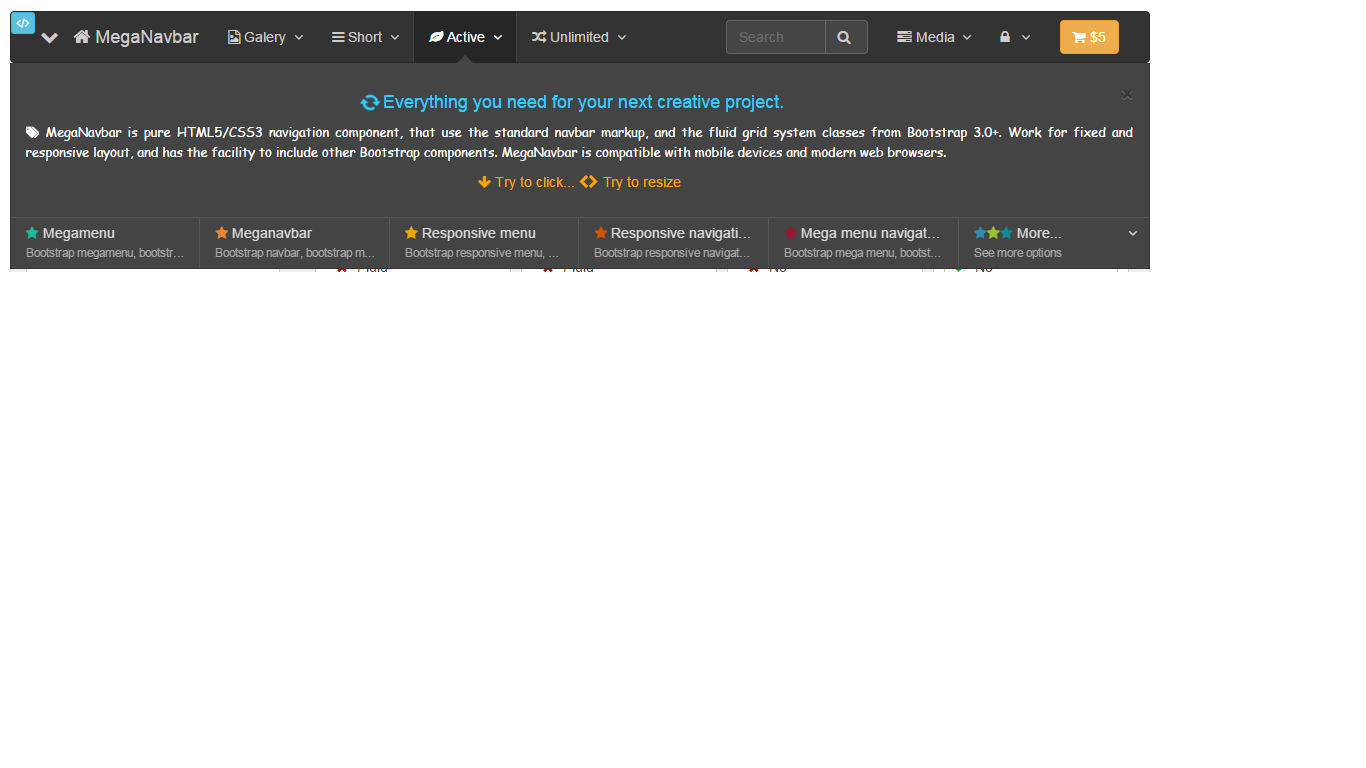 MegaNavbar Galery Short Active Unlimited Search Media $5
Everything you need for your next creative project.
MegaNavbar is pure HTML5/CSS3 navigation component, that use the standard navbar markup, and the fluid grid system classes from Bootstrap 3.0+. Work for fixed and
responsive layout, and has the facility to include other Bootstrap components. MegaNavbar is compatible with mobile devices and modern web browsers.
Try to click... Try to resize
Megamenu Meganavbar Responsive menu Responsive navigati... Mega menu navigat... More...
Bootstrap megamenu, bootstr... Bootstrap navbar, bootstrap m... Bootstrap responsive menu, ... Bootstrap responsive navigat... Bootstrap mega menu, bootst... See more options
Fluid Fluid No No